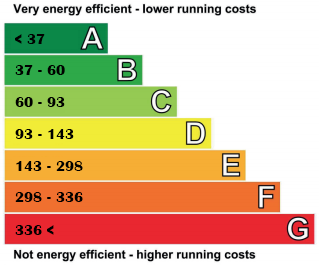 Very energy efficient - lower running costs
< 37 A
37 - 60 B
60 - 93 C
93 - 143 D
143 - 298 E
298 - 336 F
336 < G
Not energy efficient - higher running costs